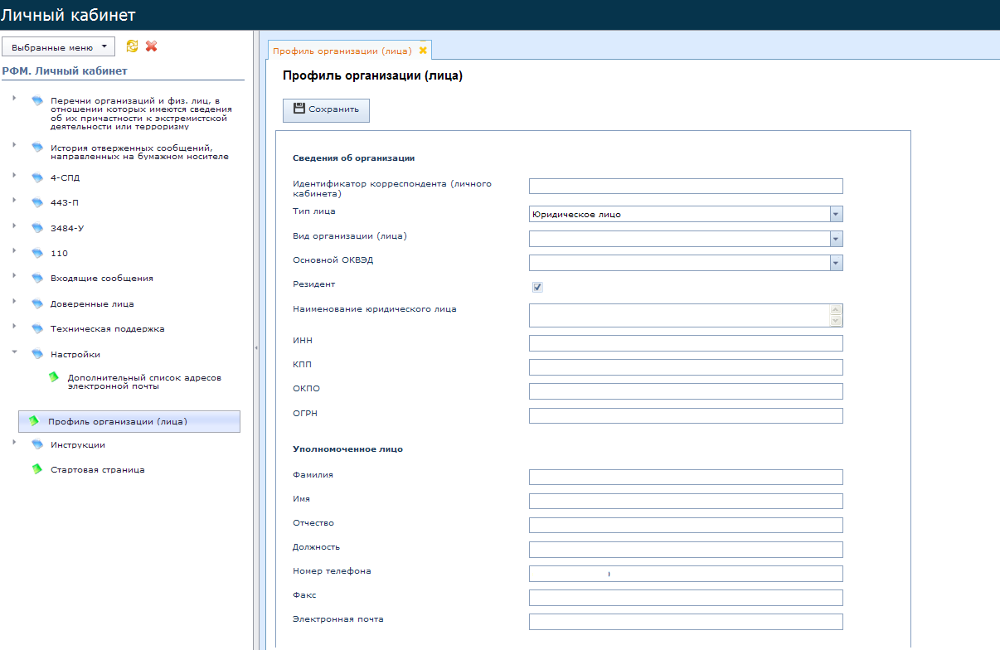 Личный кабинет
Выбранные меню
РФМ. Личный кабинет
Перечни организаций и физ. лиц, в
отношении которых имеются сведения
об их причастности к экстремистской
деятельности или терроризму
История отверженных сообщений,
направленных на бумажном носителе
4-СПД
443-П
3484-У
110
Входящие сообщения
Доверенные лица
Техническая поддержка
Настройки
Дополнительный список адресов
электронной почты
Профиль организации (лица)
Инструкции
Стартовая страница
Профиль организации (лица)
Профиль организации (лица)
Сохранить
Сведения об организации
Идентификатор корреспондента (личного
кабинета)
Тип лица
Юридическое лицо
Вид организации (лица)
Основной ОКВЭД
Резидент
Наименование юридического лица
ИНН
КПП
ОКПО
ОГРН
Уполномоченное лицо
Фамилия
Имя
Отчество
Должность
Номер телефона
Факс
Электронная почта